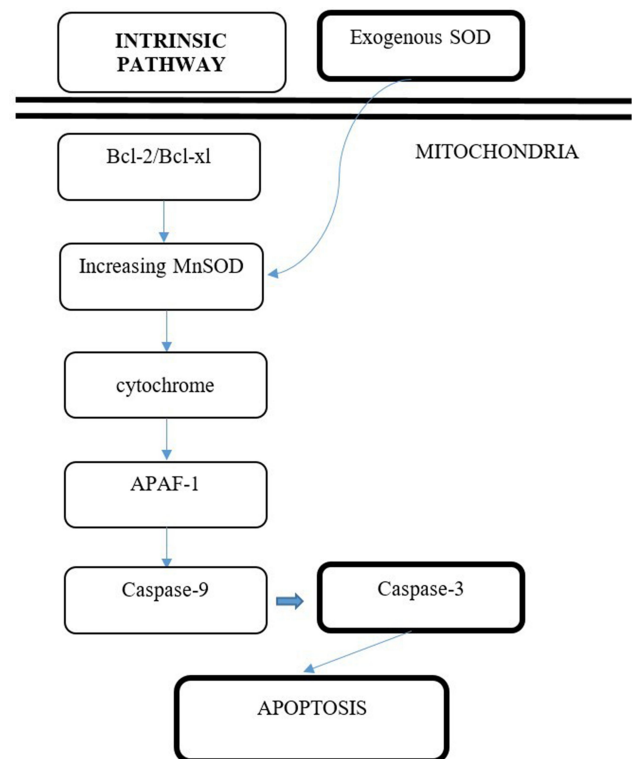 INTRINSIC
PATHWAY
Exogenous SOD
MITOCHONDRIA
Bcl-2/Bcl-xl
Increasing MnSOD
cytochrome
APAF-1
Caspase-9
Caspase-3
APOPTOSIS